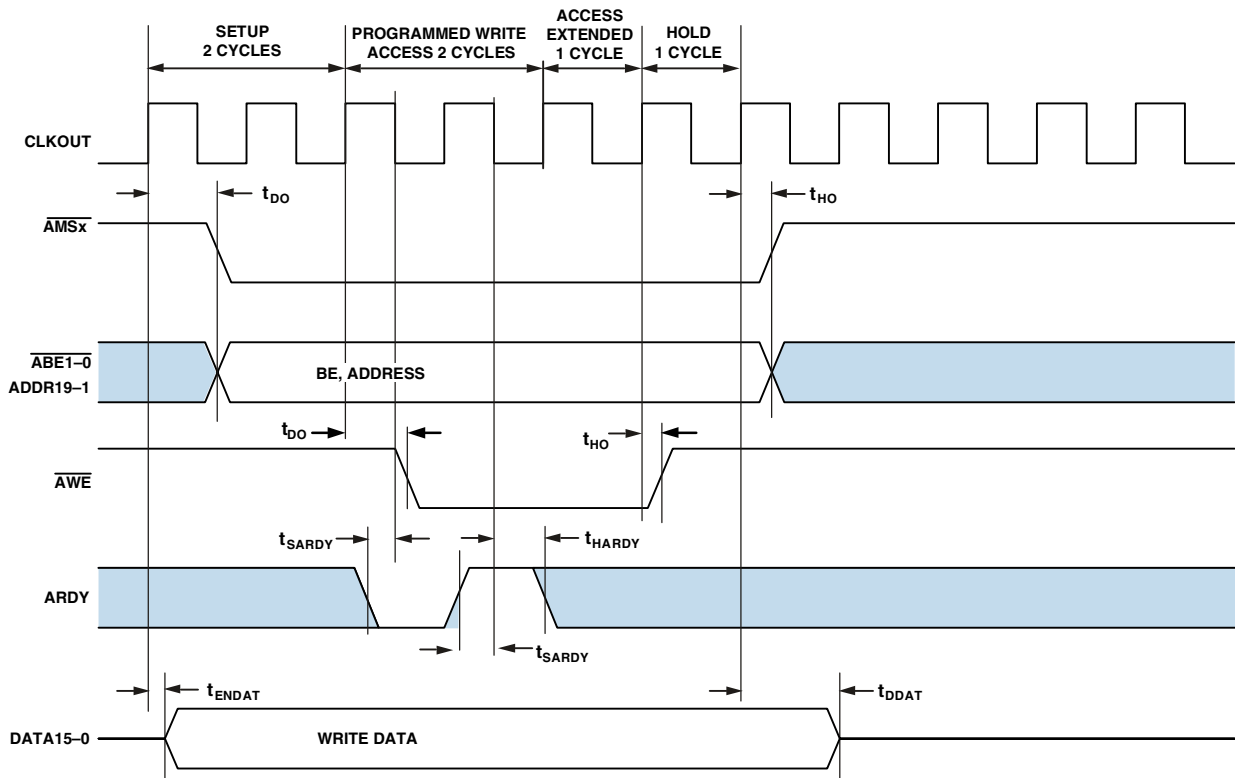 SETUP
2 CYCLES
PROGRAMMED WRITE
ACCESS 2 CYCLES
ACCESS
EXTENDED
1 CYCLE
HOLD
1 CYCLE
CLKOUT
tDO
tHO
AMSx
ABE1–0
ADDR19–1
BE, ADDRESS
tDO
tHO
AWE
tSARDY
tHARDY
ARDY
tSARDY
tENDAT
tDDAT
DATA15–0
WRITE DATA